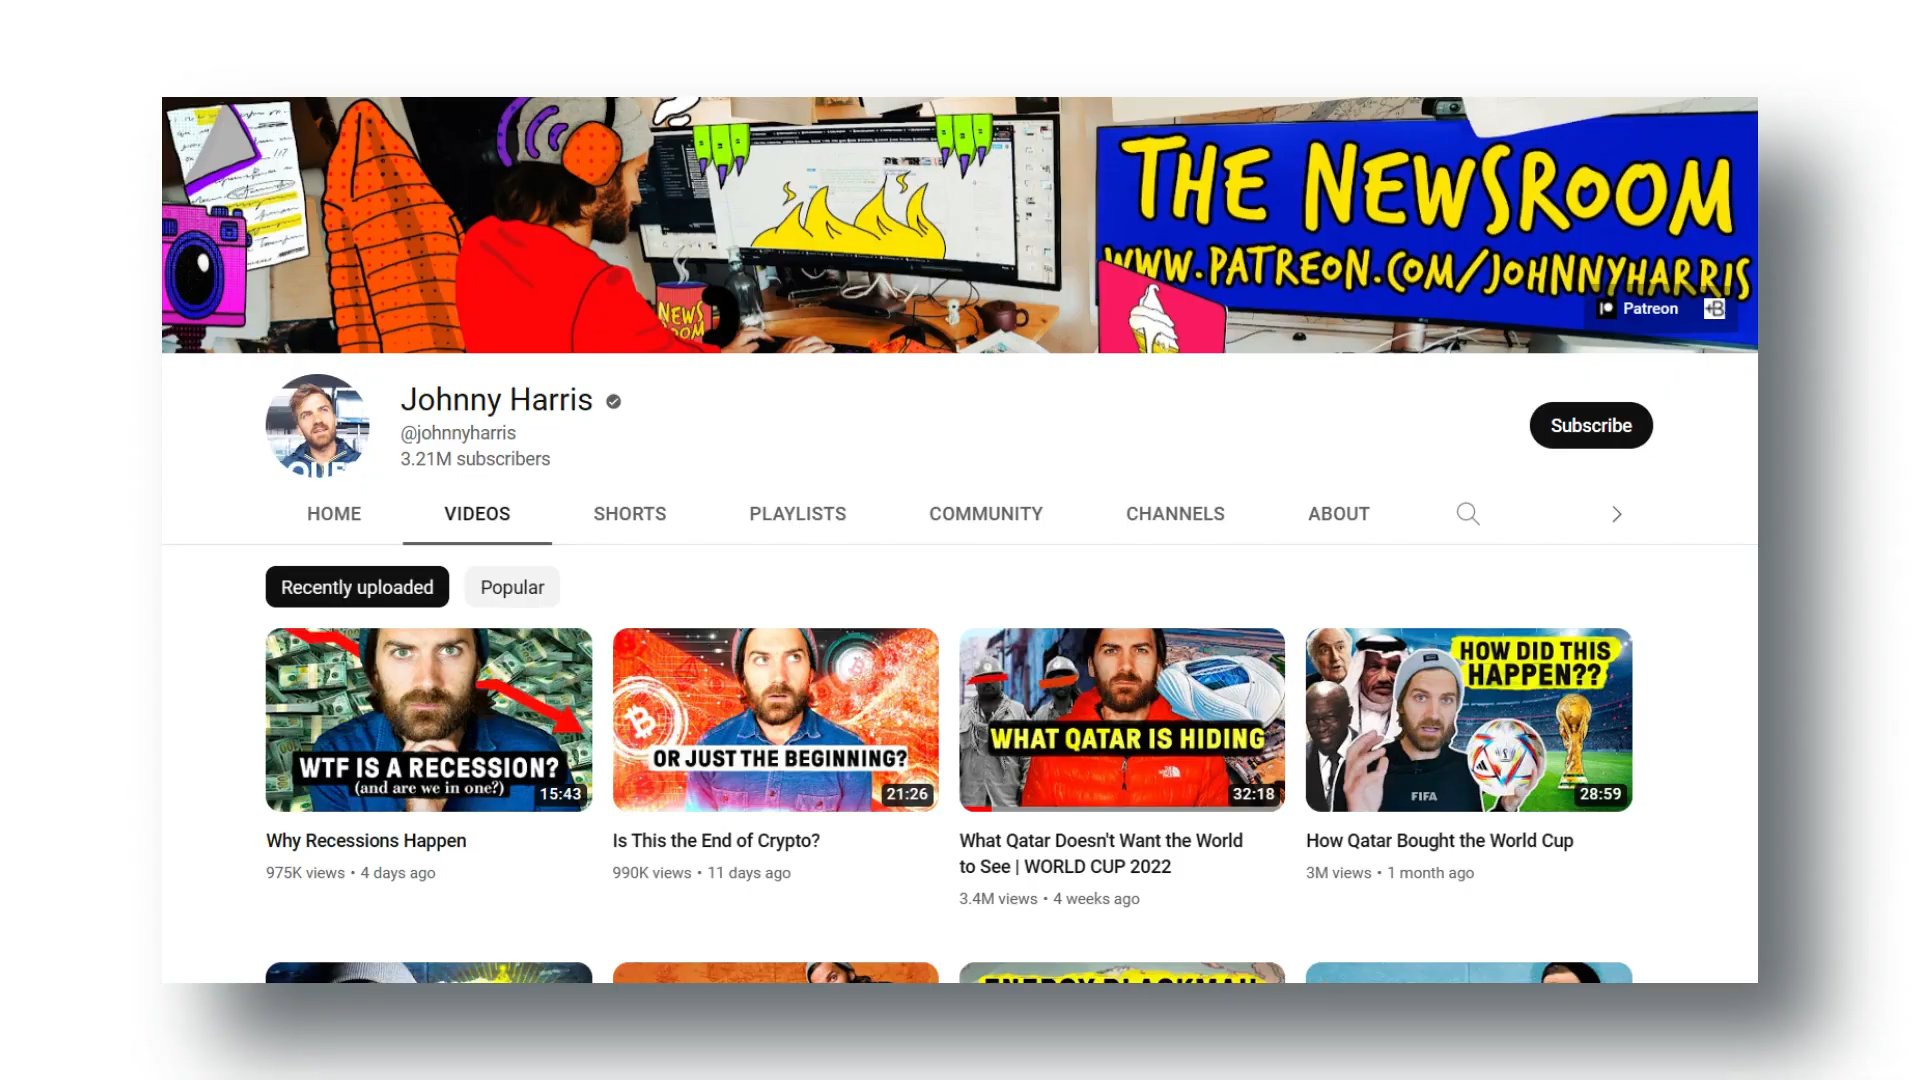 THE NEWSROOM
WWW.PATREON.COM/JOHNNYHARRIS
NEWS
ROOM
Patreon
Johnny Harris
@johnnyharris
3.21M subscribers
Subscribe
HOME
VIDEOS
SHORTS
PLAYLISTS
COMMUNITY
CHANNELS
ABOUT
Recently uploaded
Popular
WTF IS A RECESSION?
(and are we in one?)
15:43
OR JUST THE BEGINNING?
21:26
WHAT QATAR IS HIDING
32:18
HOW DID THIS
HAPPEN??
FIFA
28:59
Why Recessions Happen
975K views • 4 days ago
Is This the End of Crypto?
990K views • 11 days ago
What Qatar Doesn't Want the World
to See | WORLD CUP 2022
3.4M views • 4 weeks ago
How Qatar Bought the World Cup
3M views • 1 month ago
ENERGY BLACKMAIL